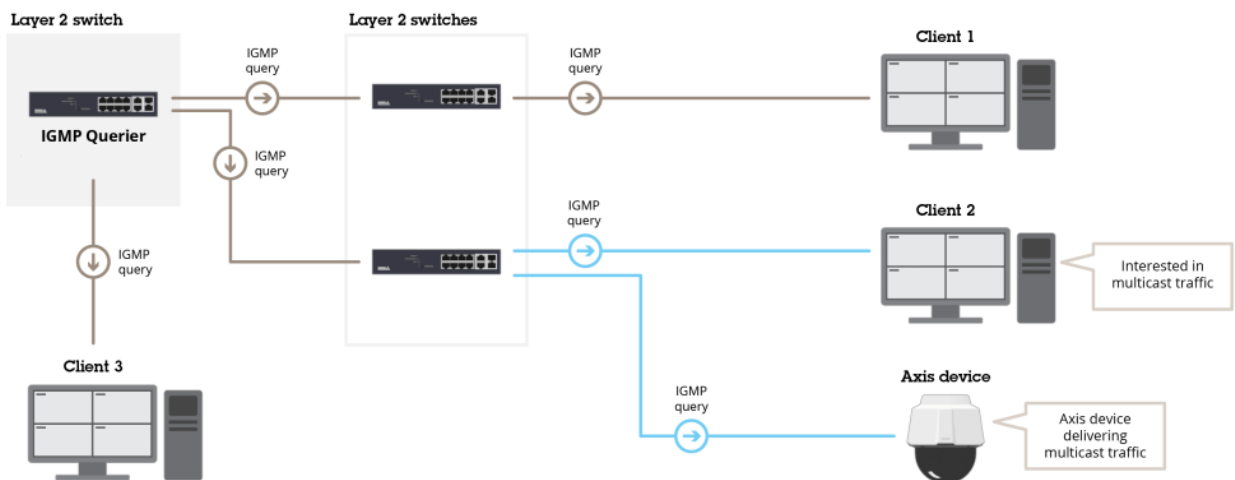 Layer 2 switch
Layer 2 switches
Client 1
IGMP
query
IGMP
query
IGMP Querier
IGMP
query
Client 2
IGMP
query
IGMP
query
Interested in
multicast traffic
Client 3
Axis device
IGMP
query
Axis device
delivering
multicast traffic